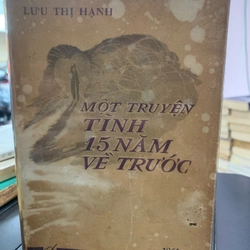 LƯU THỊ HẠNH
MỘT TRUYỆN
TÌNH
15 NĂM
VỀ TRƯỚC